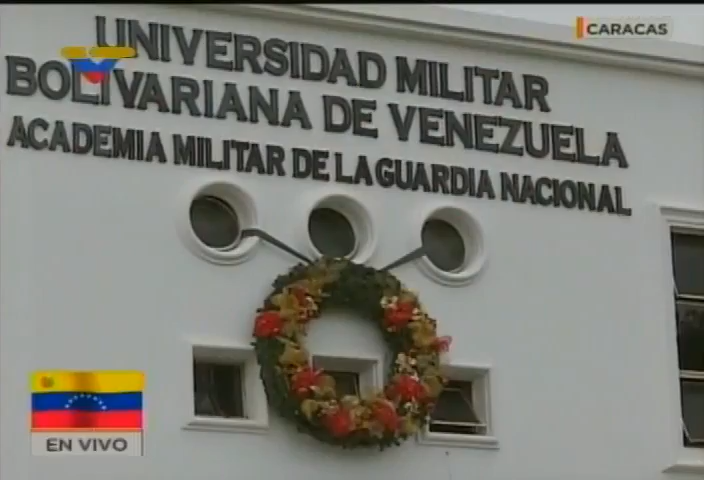 CARACAS
UNIVERSIDAD MILITAR
BOLIVARIANA DE VENEZUELA
ACADEMIA MILITAR DE LA GUARDIA NACIONAL
EN VIVO